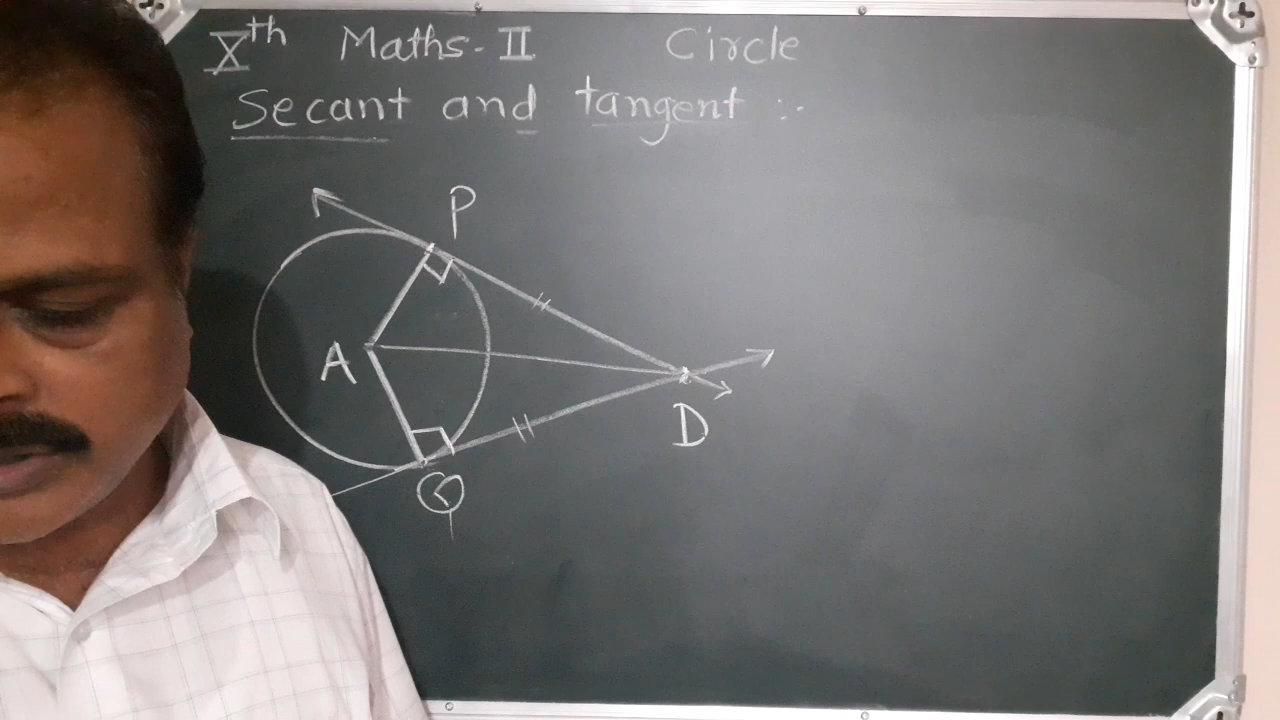 Xth Maths-II Circle
Secant and tangent :-
P
A
D
Q